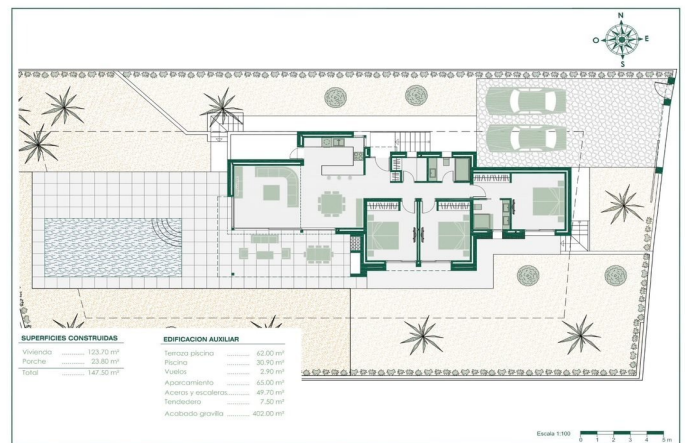 N
O E
S
SUPERFICIES CONSTRUIDAS
Vivienda .......... 123.70 m²
Porche .......... 23.80 m²
Total .......... 147.50 m²
EDIFICACION AUXILIAR
Terraza piscina .......... 62.00 m²
Piscina .......... 30.90 m²
Vuelos .......... 2.90 m²
Aparcamiento .......... 65.00 m²
Aceras y escaleras .......... 49.70 m²
Tendedero .......... 7.50 m²
Acabado gravilla .......... 402.00 m²
Escala 1:100
0 1 2 3 4 5 m